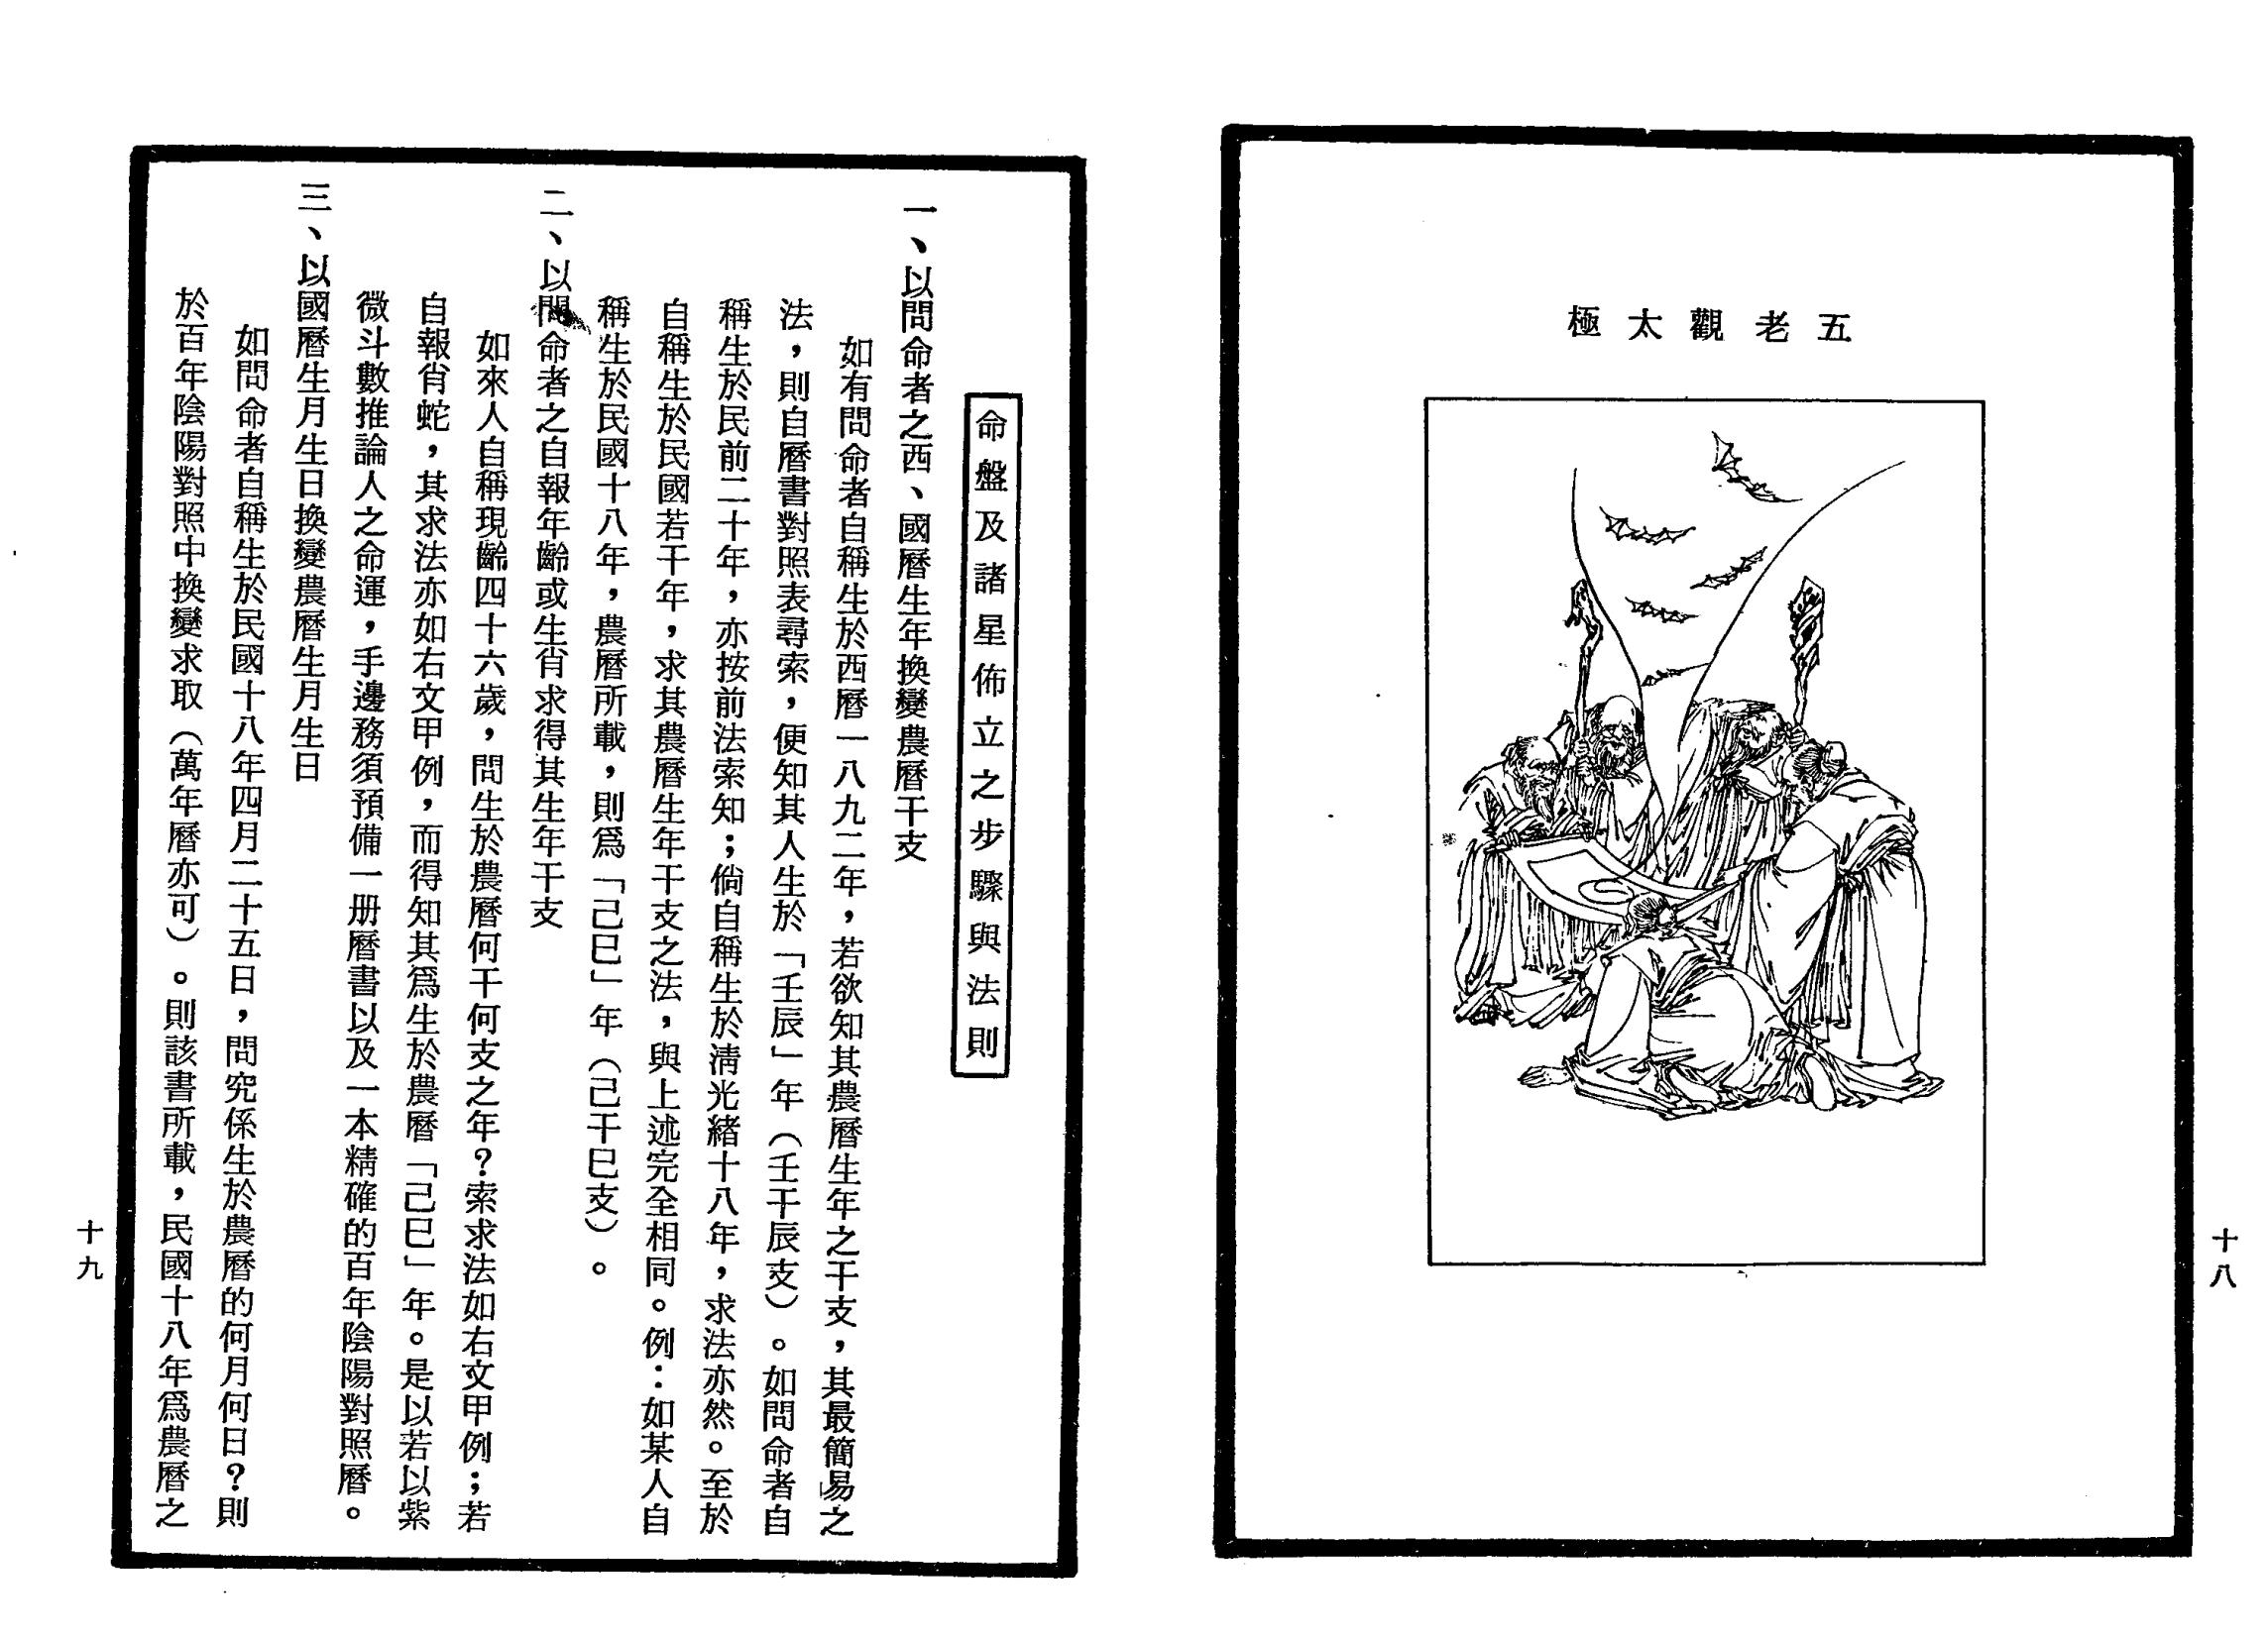 五老觀太極
十八
命盤及諸星佈立之步驟與法則
一、以問命者之西、國曆生年換變農曆干支
如有問命者自稱生於西曆一八九二年，若欲知其農曆生年之干支，其最簡易之
法，則自曆書對照表尋索，便知其人生於「壬辰」年（壬干辰支）。如問命者自
稱生於民前二十年，亦按前法索知；倘自稱生於淸光緒十八年，求法亦然。至於
自稱生於民國若干年，求其農曆生年干支之法，與上述完全相同。例：如某人自
稱生於民國十八年，農曆所載，則爲「己巳」年（己干巳支）。
二、以問命者之自報年齡或生肖求得其生年干支
如來人自稱現齡四十六歲，問生於農曆何干何支之年？索求法如右文甲例；若
自報肖蛇，其求法亦如右文甲例，而得知其爲生於農曆「己巳」年。是以若以紫
微斗數推論人之命運，手邊務須預備一册曆書以及一本精確的百年陰陽對照曆。
三、以國曆生月生日換變農曆生月生日
如問命者自稱生於民國十八年四月二十五日，問究係生於農曆的何月何日？則
於百年陰陽對照中換變求取（萬年曆亦可）。則該書所載，民國十八年爲農曆之
十九